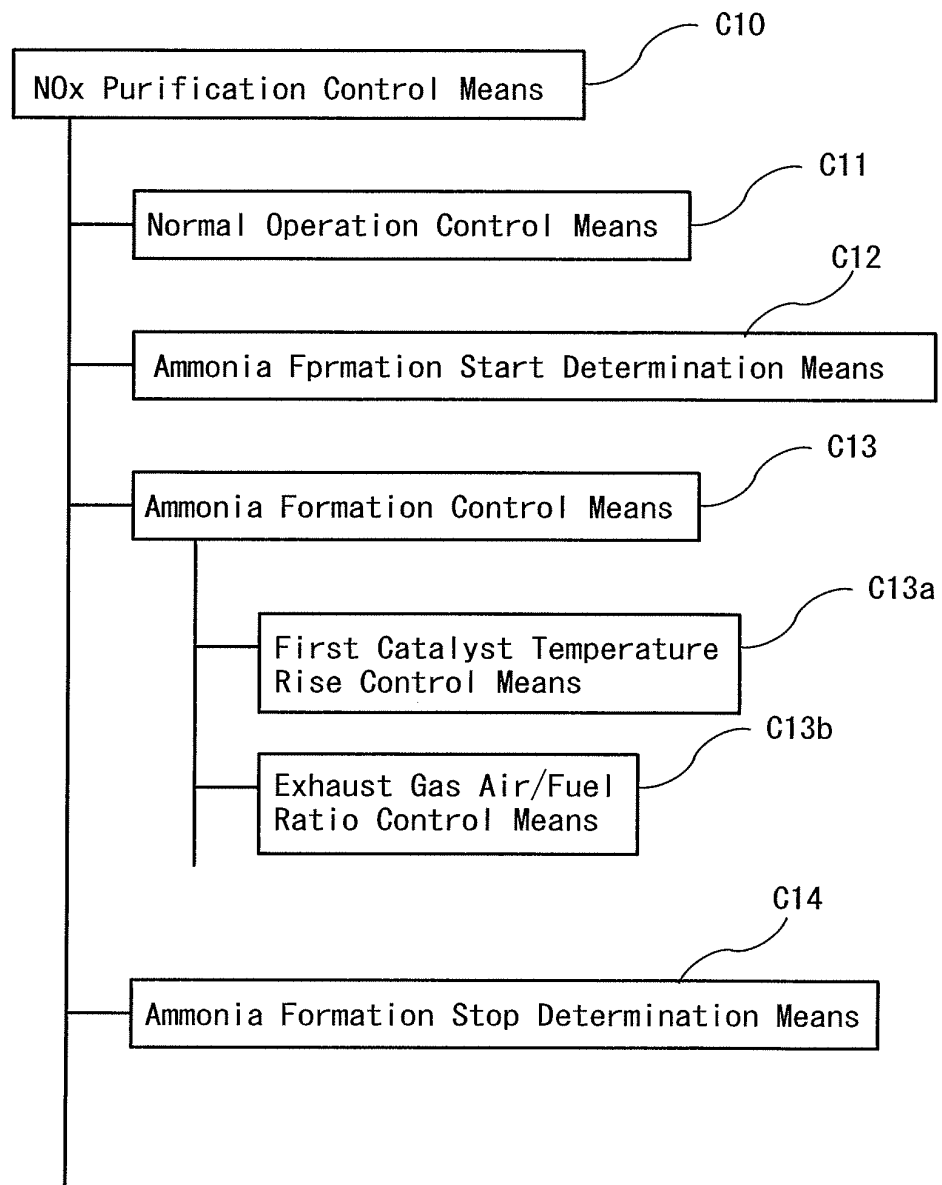 C10
NOx Purification Control Means
C11
Normal Operation Control Means
C12
Ammonia Fprmation Start Determination Means
C13
Ammonia Formation Control Means
C13a
First Catalyst Temperature
Rise Control Means
C13b
Exhaust Gas Air/Fuel
Ratio Control Means
C14
Ammonia Formation Stop Determination Means